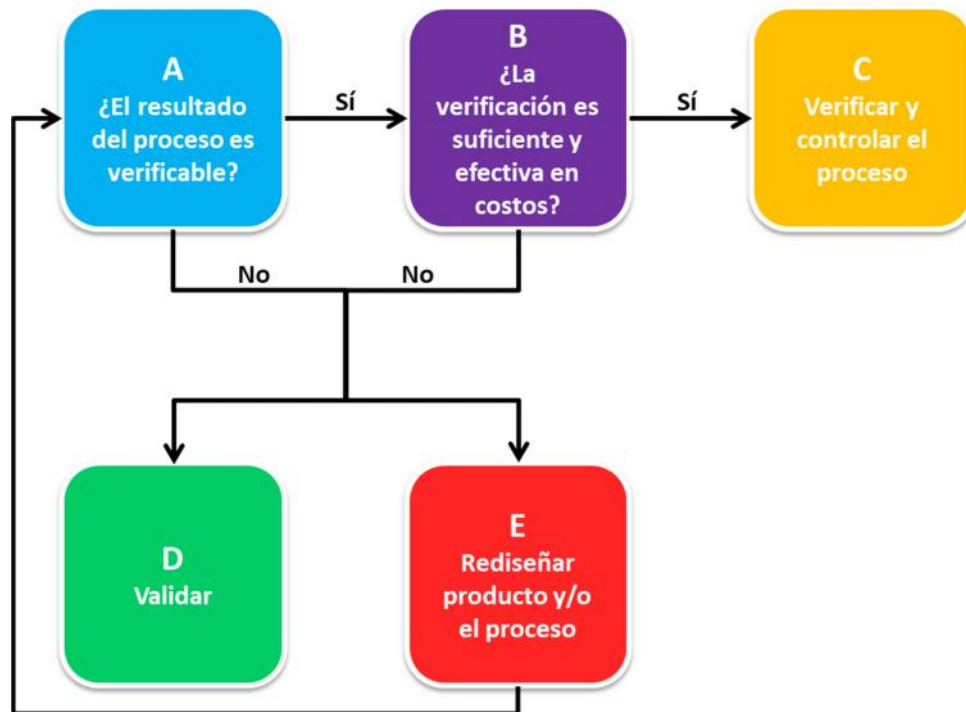 A
¿El resultado
del proceso es
verificable?
Sí
B
¿La
verificación es
suficiente y
efectiva en
costos?
Sí
C
Verificar y
controlar el
proceso
No
No
D
Validar
E
Rediseñar
producto y/o
el proceso